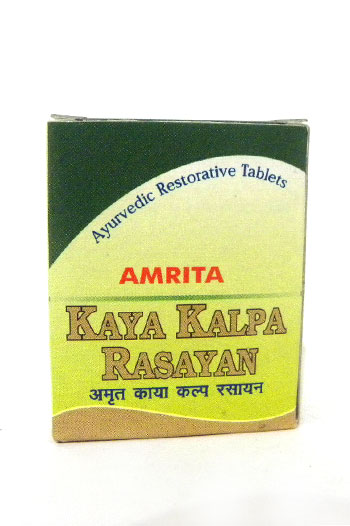 Ayurvedic Restorative Tablets
AMRITA
KAYA KALPA
RASAYAN
अमृत काया कल्प रसायन